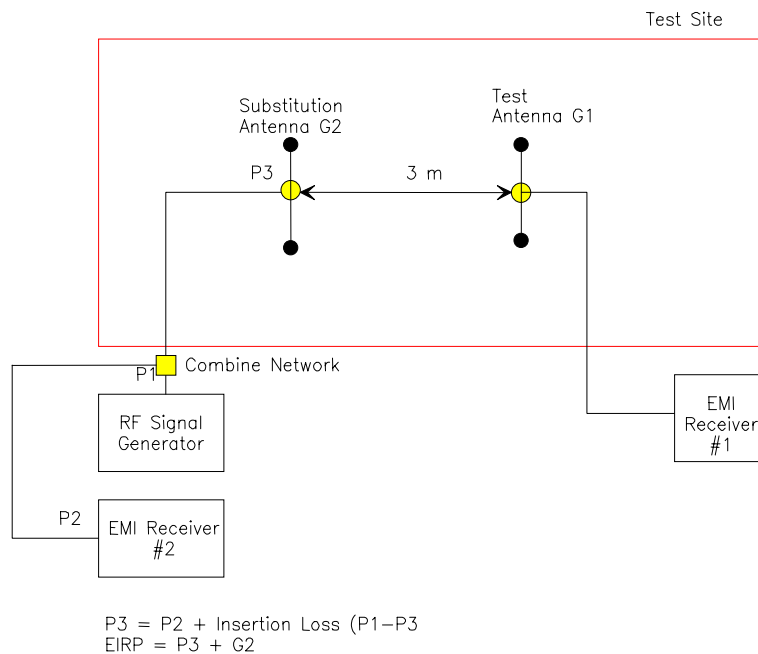 Test Site
Substitution
Antenna G2
Test
Antenna G1
P3
3 m
P1
Combine Network
RF Signal
Generator
EMI
Receiver
#1
P2
EMI Receiver
#2
P3 = P2 + Insertion Loss (P1-P3
EIRP = P3 + G2